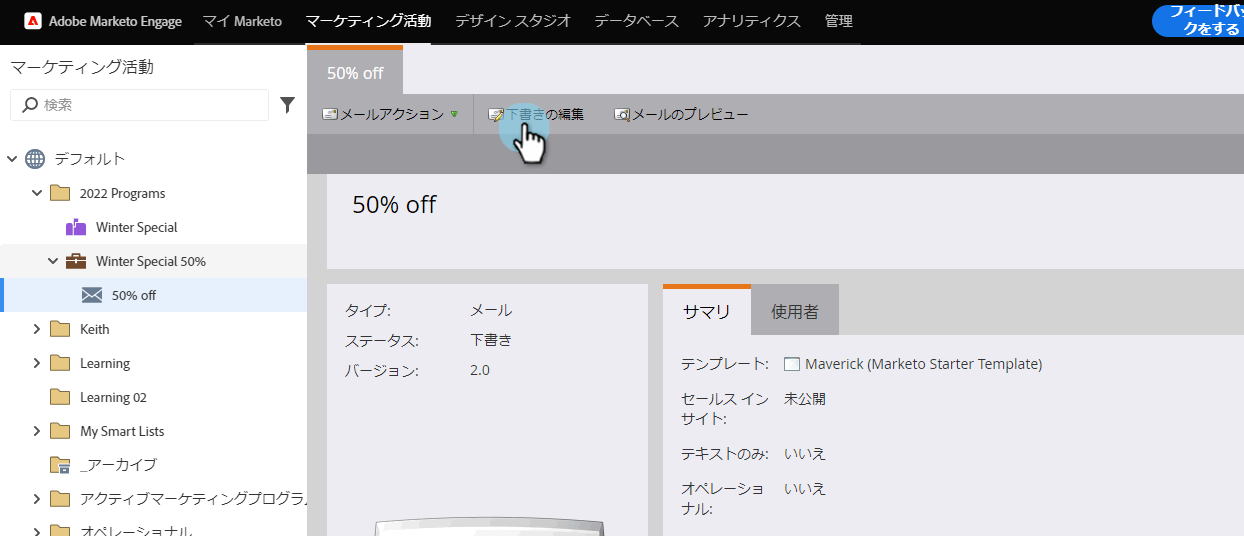 Adobe Marketo Engage マイ Marketo マーケティング活動 デザイン スタジオ データベース アナリティクス 管理
フィードバッ
クをする
マーケティング活動
検索
デフォルト
2022 Programs
Winter Special
Winter Special 50%
50% off
Keith
Learning
Learning 02
My Smart Lists
_アーカイブ
アクティブマーケティングプログラム
オペレーショナル
50% off
メールアクション 下書きの編集 メールのプレビュー
50% off
タイプ: メール
ステータス: 下書き
バージョン: 2.0
サマリ 使用者
テンプレート: Maverick (Marketo Starter Template)
セールス イン 未公開
サイト:
テキストのみ: いいえ
オペレーショ いいえ
ナル: